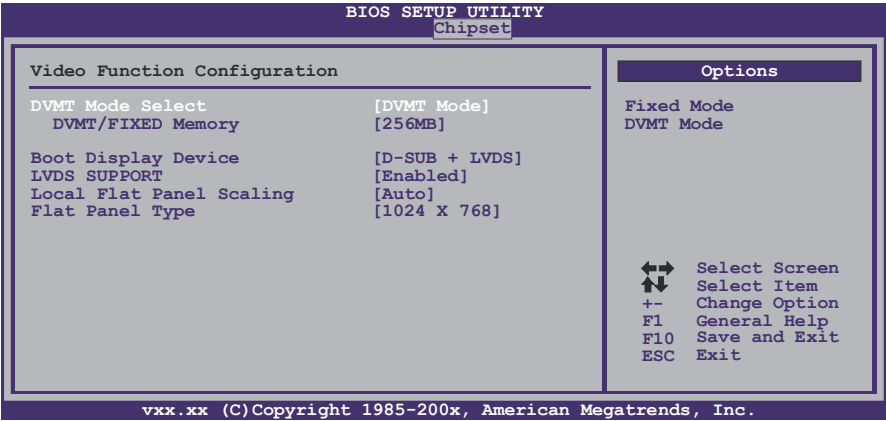 BIOS SETUP UTILITY
Chipset
Video Function Configuration
DVMT Mode Select [DVMT Mode]
DVMT/FIXED Memory [256MB]
Boot Display Device [D-SUB + LVDS]
LVDS SUPPORT [Enabled]
Local Flat Panel Scaling [Auto]
Flat Panel Type [1024 X 768]
Options
Fixed Mode
DVMT Mode
Select Screen
Select Item
+- Change Option
F1 General Help
F10 Save and Exit
ESC Exit
vxx.xx (C)Copyright 1985-200x, American Megatrends, Inc.